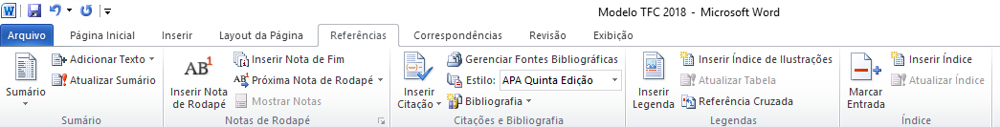 Modelo TFC 2018 - Microsoft Word
Arquivo Página Inicial Inserir Layout da Página Referências Correspondências Revisão Exibição
Sumário
Adicionar Texto
Atualizar Sumário
Sumário
AB1
Inserir Nota
de Rodapé
Inserir Nota de Fim
Próxima Nota de Rodapé
Mostrar Notas
Notas de Rodapé
Inserir
Citação
Gerenciar Fontes Bibliográficas
Estilo: APA Quinta Edição
Bibliografia
Citações e Bibliografia
Inserir
Legenda
Inserir Índice de Ilustrações
Atualizar Tabela
Referência Cruzada
Legendas
Marcar
Entrada
Inserir Índice
Atualizar Índice
Índice